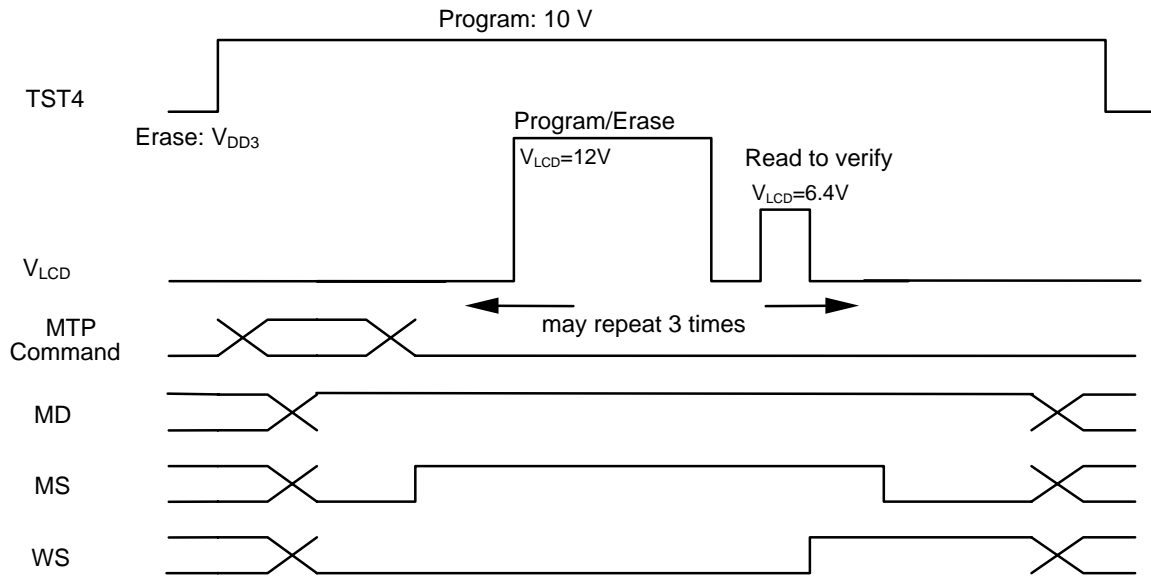 Program: 10 V
TST4
Erase: VDD3
Program/Erase
VLCD=12V
Read to verify
VLCD=6.4V
VLCD
may repeat 3 times
MTP
Command
MD
MS
WS